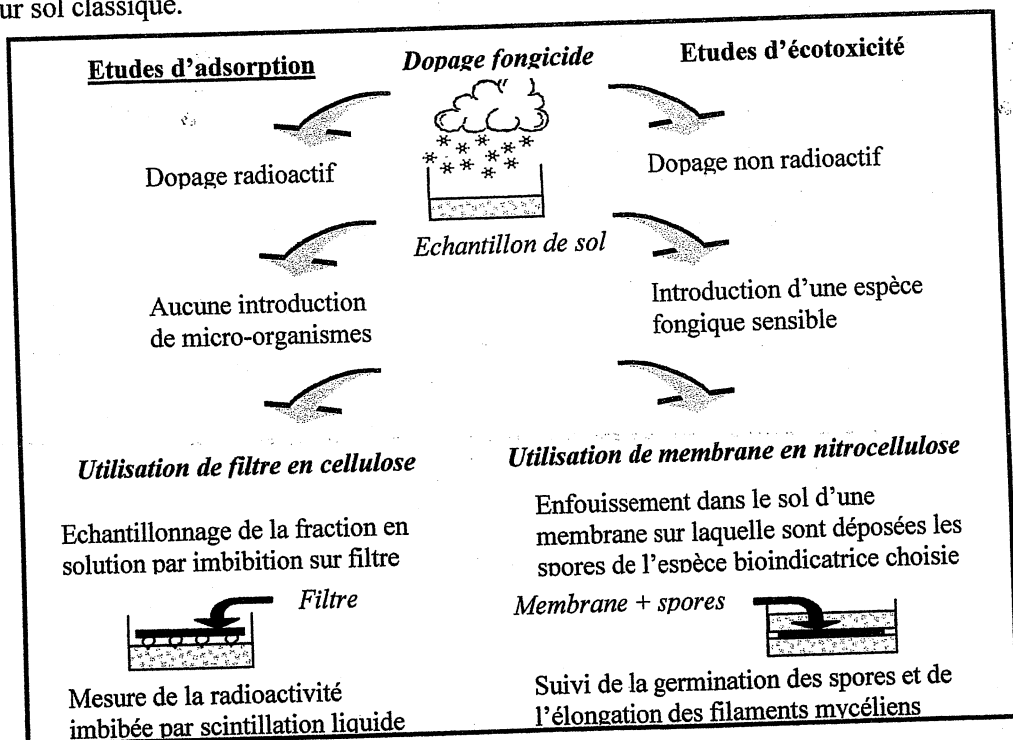 ur sol classique.
Etudes d'adsorption
Dopage fongicide
Etudes d'écotoxicité
Dopage radioactif
Dopage non radioactif
Echantillon de sol
Aucune introduction
de micro-organismes
Introduction d'une espèce
fongique sensible
Utilisation de filtre en cellulose
Utilisation de membrane en nitrocellulose
Echantillonnage de la fraction en
solution par imbibition sur filtre
Enfouissement dans le sol d'une
membrane sur laquelle sont déposées les
spores de l'espèce bioindicatrice choisie
Filtre
Membrane + spores
Mesure de la radioactivité
imbibée par scintillation liquide
Suivi de la germination des spores et de
l'élongation des filaments mycéliens